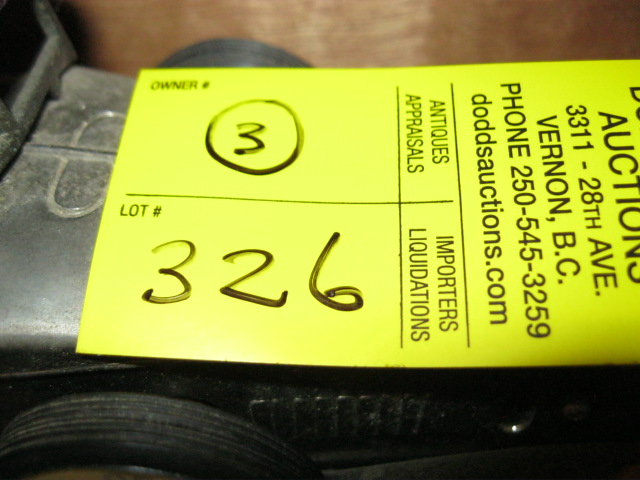 OWNER #
3
LOT #
326
ANTIQUES
APPRAISALS
IMPORTERS
LIQUIDATIONS
AUCTIONS
3311 - 28TH AVE.
VERNON, B.C.
PHONE 250-545-3259
doddsauctions.com